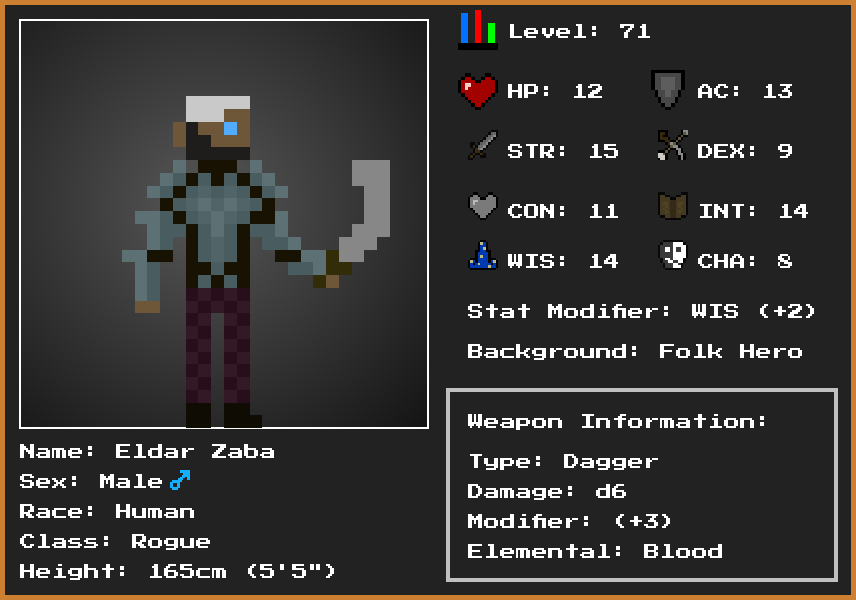 Level: 71
HP: 12 AC: 13
STR: 15 DEX: 9
CON: 11 INT: 14
WIS: 14 CHA: 8
Stat Modifier: WIS (+2)
Background: Folk Hero
Weapon Information:
Type: Dagger
Damage: d6
Modifier: (+3)
Elemental: Blood
Name: Eldar Zaba
Sex: Male♂
Race: Human
Class: Rogue
Height: 165cm (5'5")